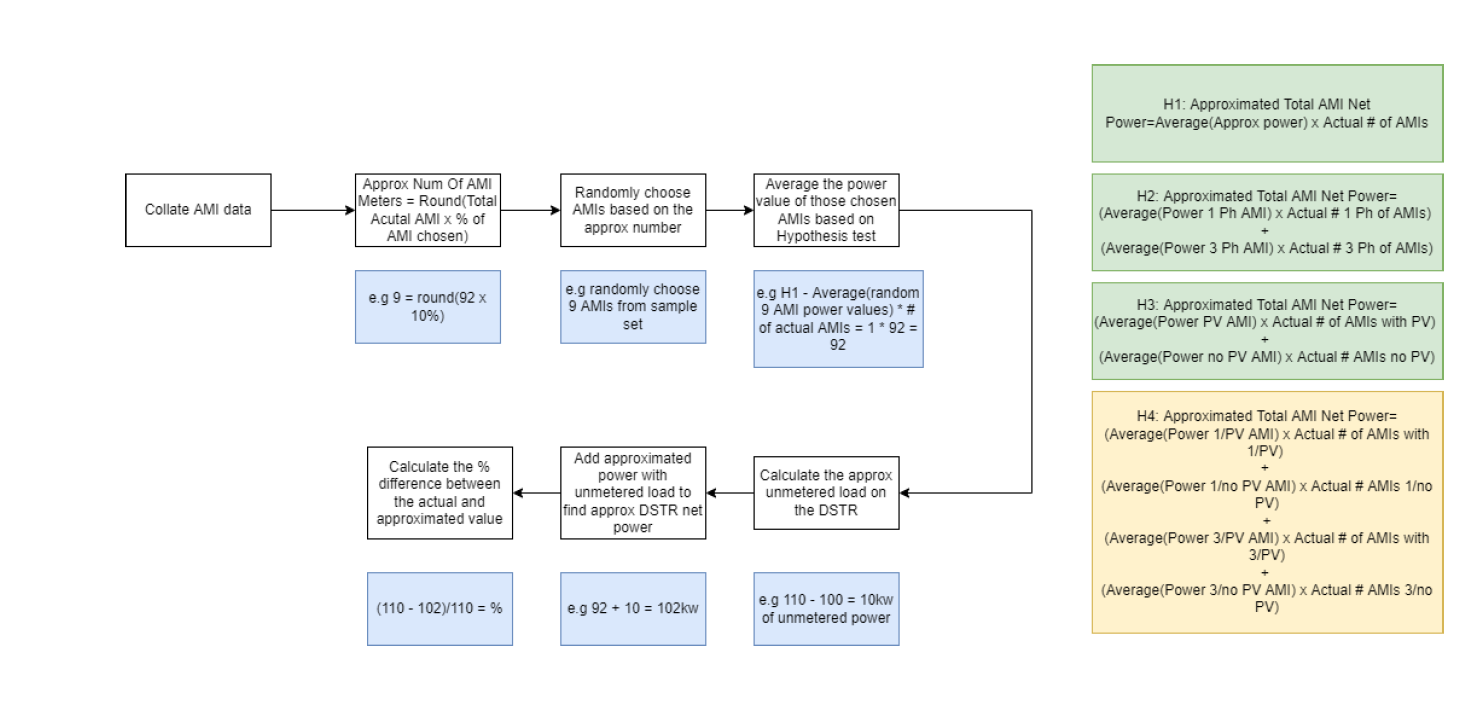 Collate AMI data
Approx Num Of AMI
Meters = Round(Total
Acutal AMI x % of
AMI chosen)
Randomly choose
AMIs based on the
approx number
Average the power
value of those chosen
AMIs based on
Hypothesis test
e.g 9 = round(92 x
10%)
e.g randomly choose
9 AMIs from sample
set
e.g H1 - Average(random
9 AMI power values) * #
of actual AMIs = 1 * 92 =
92
Calculate the %
difference between
the actual and
approximated value
Add approximated
power with
unmetered load to
find approx DSTR net
power
Calculate the approx
unmetered load on
the DSTR
(110 - 102)/110 = %
e.g 92 + 10 = 102kw
e.g 110 - 100 = 10kw
of unmetered power
H1: Approximated Total AMI Net
Power=Average(Approx power) x Actual # of AMIs
H2: Approximated Total AMI Net Power=
(Average(Power 1 Ph AMI) x Actual # 1 Ph of AMIs)
+
(Average(Power 3 Ph AMI) x Actual # 3 Ph of AMIs)
H3: Approximated Total AMI Net Power=
(Average(Power PV AMI) x Actual # of AMIs with PV)
+
(Average(Power no PV AMI) x Actual # AMIs no PV)
H4: Approximated Total AMI Net Power=
(Average(Power 1/PV AMI) x Actual # of AMIs with
1/PV)
+
(Average(Power 1/no PV AMI) x Actual # AMIs 1/no
PV)
+
(Average(Power 3/PV AMI) x Actual # of AMIs with
3/PV)
+
(Average(Power 3/no PV AMI) x Actual # AMIs 3/no
PV)